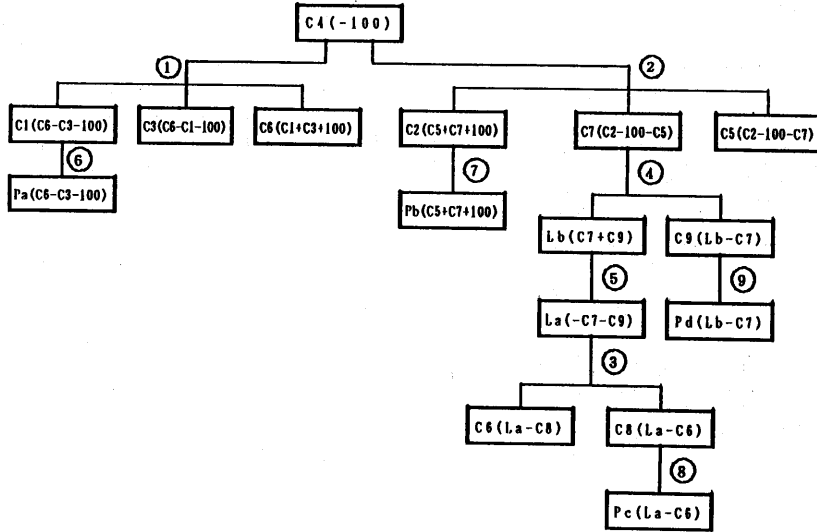 C4(-100)
①
②
C1(C6-C3-100)
C3(C6-C1-100)
C6(C1+C3+100)
C2(C5+C7+100)
C7(C2-100-C5)
C5(C2-100-C7)
⑥
⑦
④
Pa(C6-C3-100)
Pb(C5+C7+100)
Lb(C7+C9)
C9(Lb-C7)
⑤
⑨
La(-C7-C9)
Pd(Lb-C7)
③
C6(La-C8)
C8(La-C6)
⑧
Pc(La-C6)